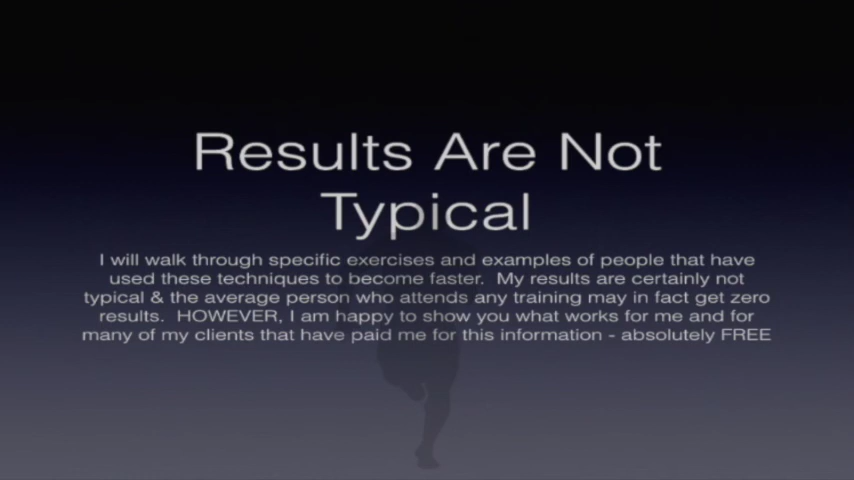 Results Are Not
Typical
I will walk through specific exercises and examples of people that have
used these techniques to become faster.  My results are certainly not
typical & the average person who attends any training may in fact get zero
results.  HOWEVER, I am happy to show you what works for me and for
many of my clients that have paid me for this information - absolutely FREE